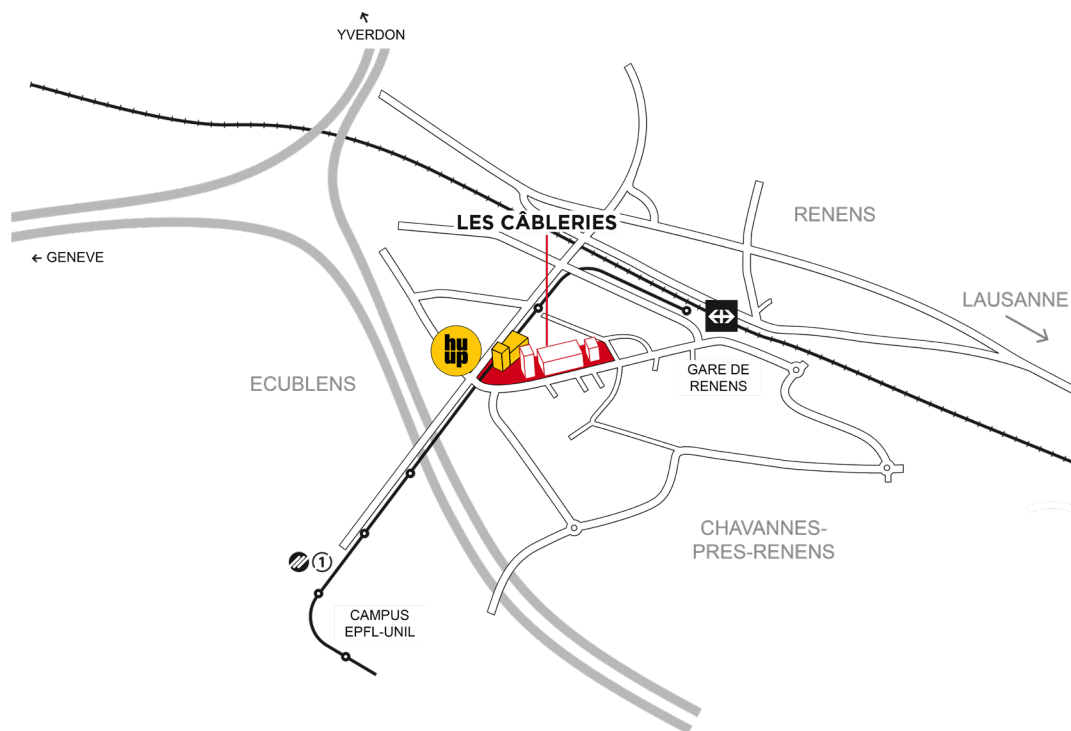 YVERDON
RENENS
LES CÂBLERIES
← GENEVE
LAUSANNE
hu
up
GARE DE
RENENS
ECUBLENS
CHAVANNES-
PRES-RENENS
1
CAMPUS
EPFL-UNIL